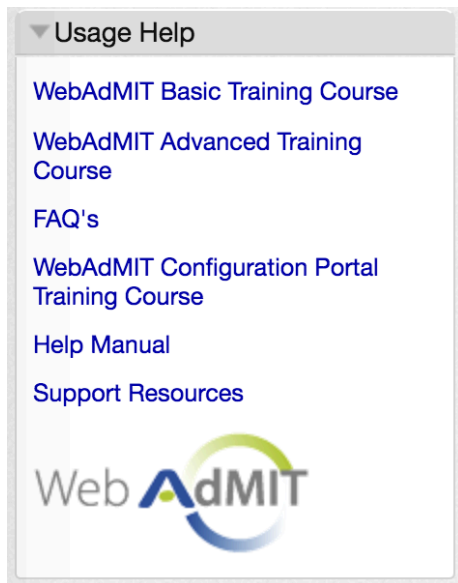 Usage Help
WebAdMIT Basic Training Course
WebAdMIT Advanced Training
Course
FAQ's
WebAdMIT Configuration Portal
Training Course
Help Manual
Support Resources
Web AdMIT